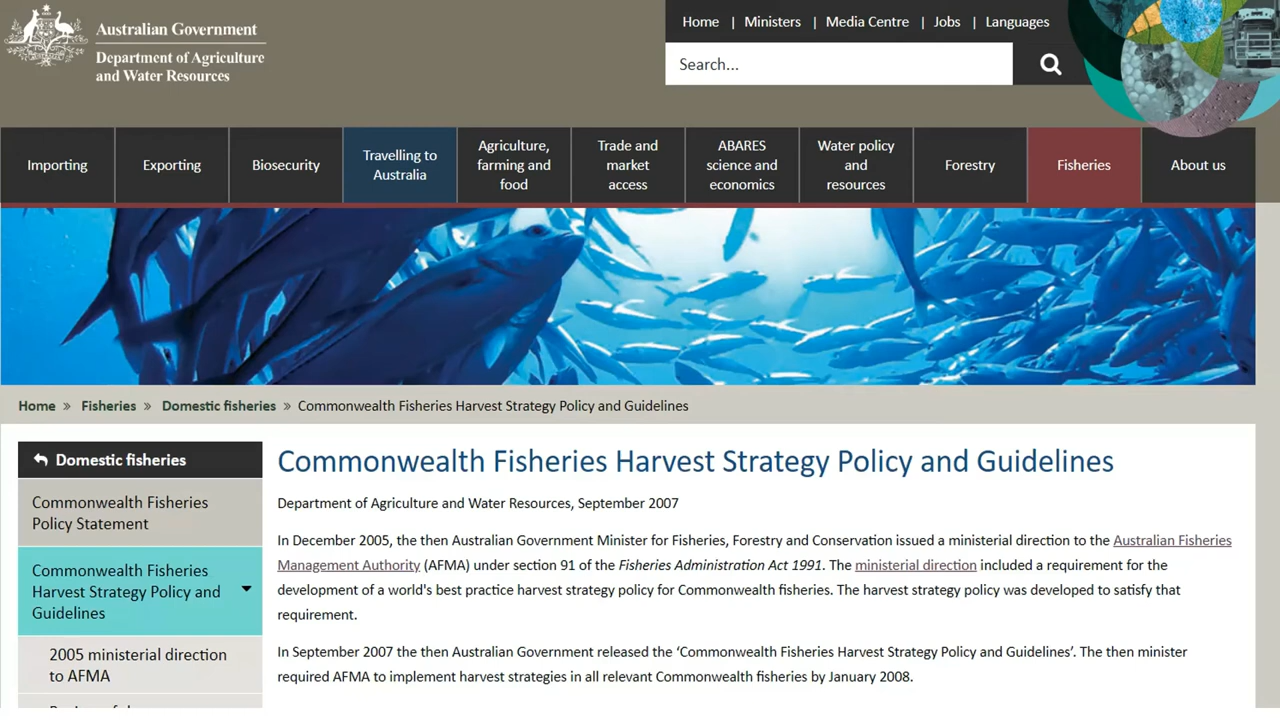 Australian Government
Department of Agriculture
and Water Resources
Home | Ministers | Media Centre | Jobs | Languages
Search...
Importing
Exporting
Biosecurity
Travelling to
Australia
Agriculture,
farming and
food
Trade and
market
access
ABARES
science and
economics
Water policy
and
resources
Forestry
Fisheries
About us
Home » Fisheries » Domestic fisheries » Commonwealth Fisheries Harvest Strategy Policy and Guidelines
Domestic fisheries
Commonwealth Fisheries
Policy Statement
Commonwealth Fisheries
Harvest Strategy Policy and
Guidelines
2005 ministerial direction
to AFMA
Commonwealth Fisheries Harvest Strategy Policy and Guidelines
Department of Agriculture and Water Resources, September 2007
In December 2005, the then Australian Government Minister for Fisheries, Forestry and Conservation issued a ministerial direction to the Australian Fisheries
Management Authority (AFMA) under section 91 of the Fisheries Administration Act 1991. The ministerial direction included a requirement for the
development of a world's best practice harvest strategy policy for Commonwealth fisheries. The harvest strategy policy was developed to satisfy that
requirement.
In September 2007 the then Australian Government released the ‘Commonwealth Fisheries Harvest Strategy Policy and Guidelines’. The then minister
required AFMA to implement harvest strategies in all relevant Commonwealth fisheries by January 2008.